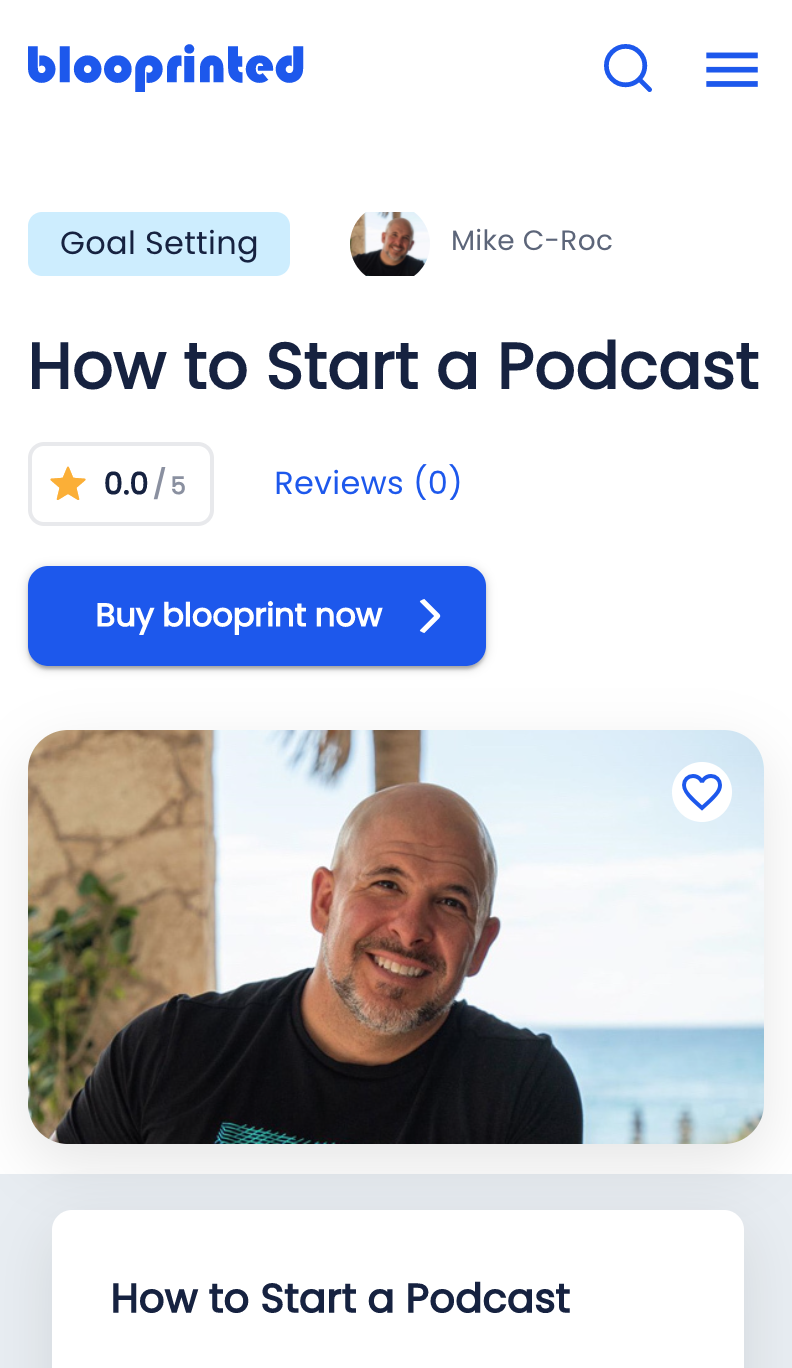 blooprinted
Goal Setting
Mike C-Roc
How to Start a Podcast
0.0 / 5
Reviews (0)
Buy blooprint now
How to Start a Podcast